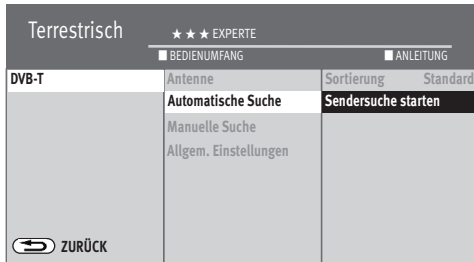 Terrestrisch
★ ★ ★ EXPERTE
BEDIENUMFANG ANLEITUNG
DVB-T Antenne Sortierung Standard
Automatische Suche Sendersuche starten
Manuelle Suche
Allgem. Einstellungen
ZURÜCK